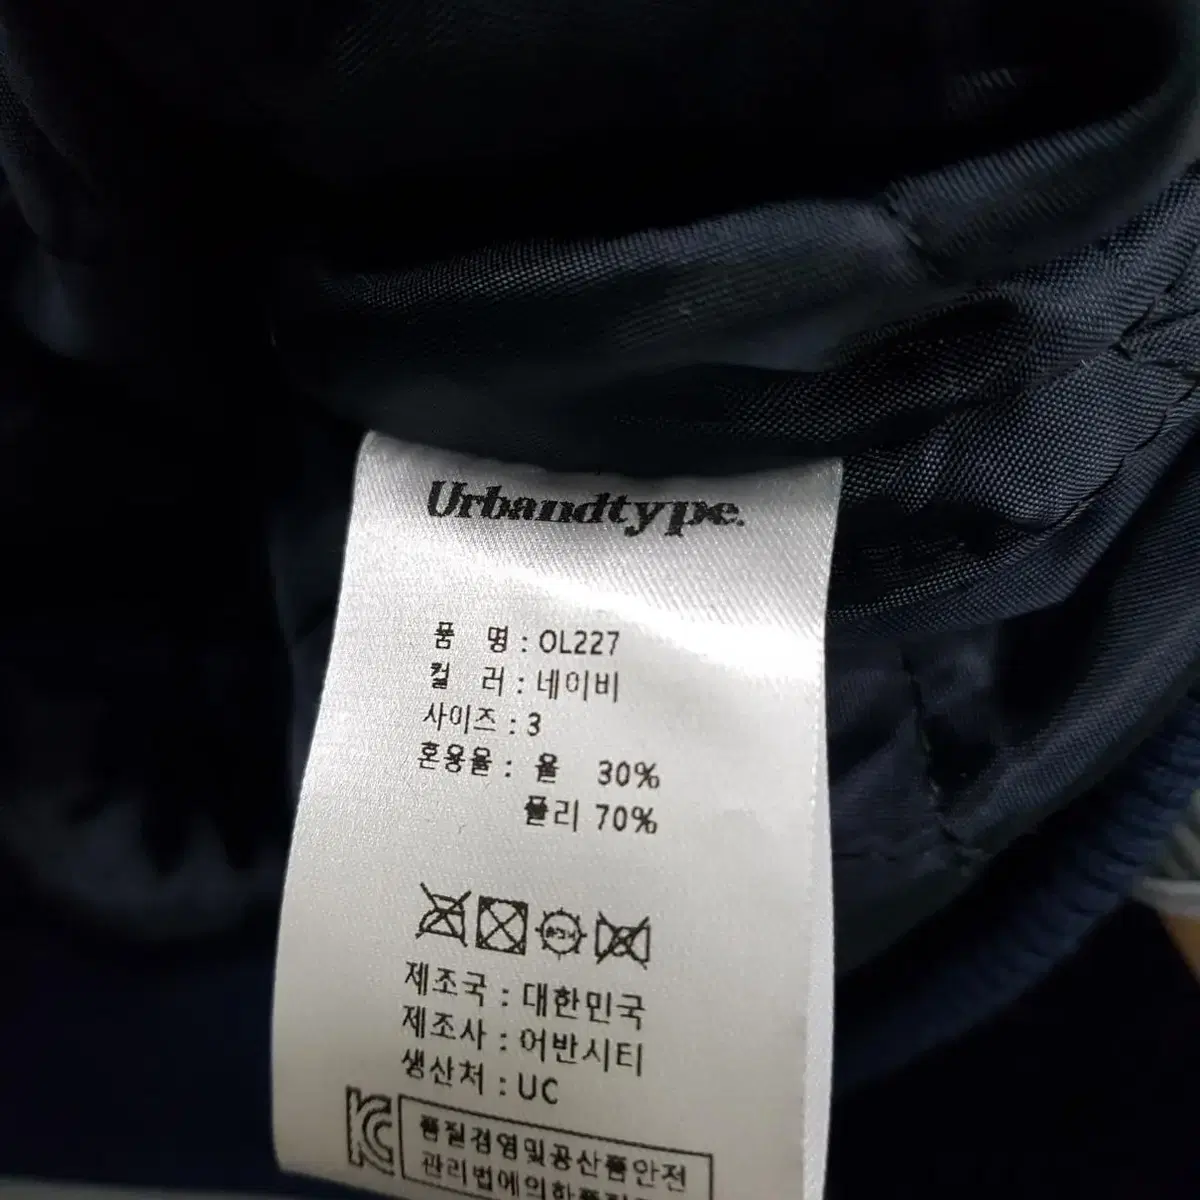 Urbandtype.
품 명 : OL227
컬 러 : 네이비
사이즈 : 3
혼용율 : 울 30%
폴리 70%
제조국 : 대한민국
제조사 : 어반시티
생산처 : UC
KC
품질경영및공산품안전
관리법에의한품질